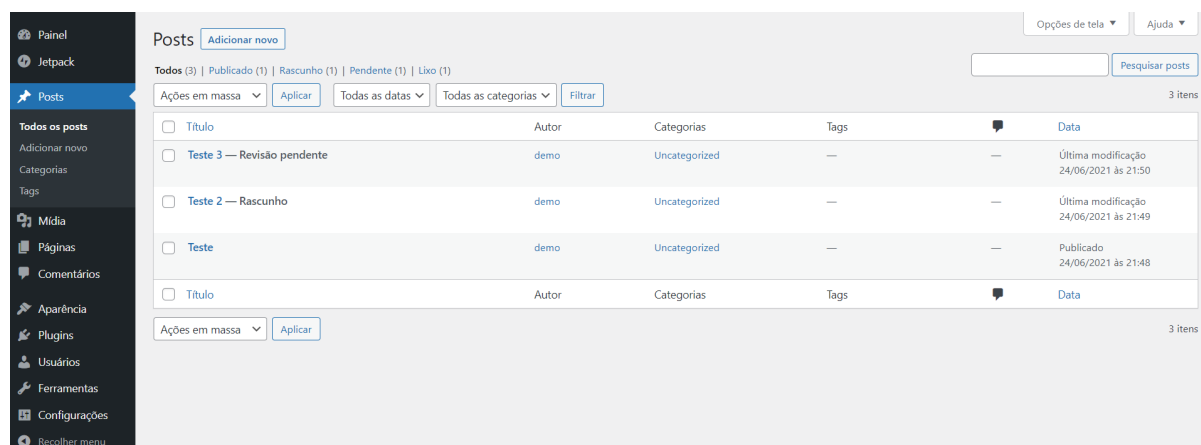 Painel
Jetpack
Posts
Todos os posts
Adicionar novo
Categorias
Tags
Mídia
Páginas
Comentários
Aparência
Plugins
Usuários
Ferramentas
Configurações
Recolher menu
Opções de tela ▼ Ajuda ▼
Posts Adicionar novo
Todos (3) | Publicado (1) | Rascunho (1) | Pendente (1) | Lixo (1)
Pesquisar posts
Ações em massa Aplicar Todas as datas Todas as categorias Filtrar 3 itens
Título Autor Categorias Tags Data
Teste 3 — Revisão pendente demo Uncategorized — — Última modificação
24/06/2021 às 21:50
Teste 2 — Rascunho demo Uncategorized — — Última modificação
24/06/2021 às 21:49
Teste demo Uncategorized — — Publicado
24/06/2021 às 21:48
Título Autor Categorias Tags Data
Ações em massa Aplicar 3 itens